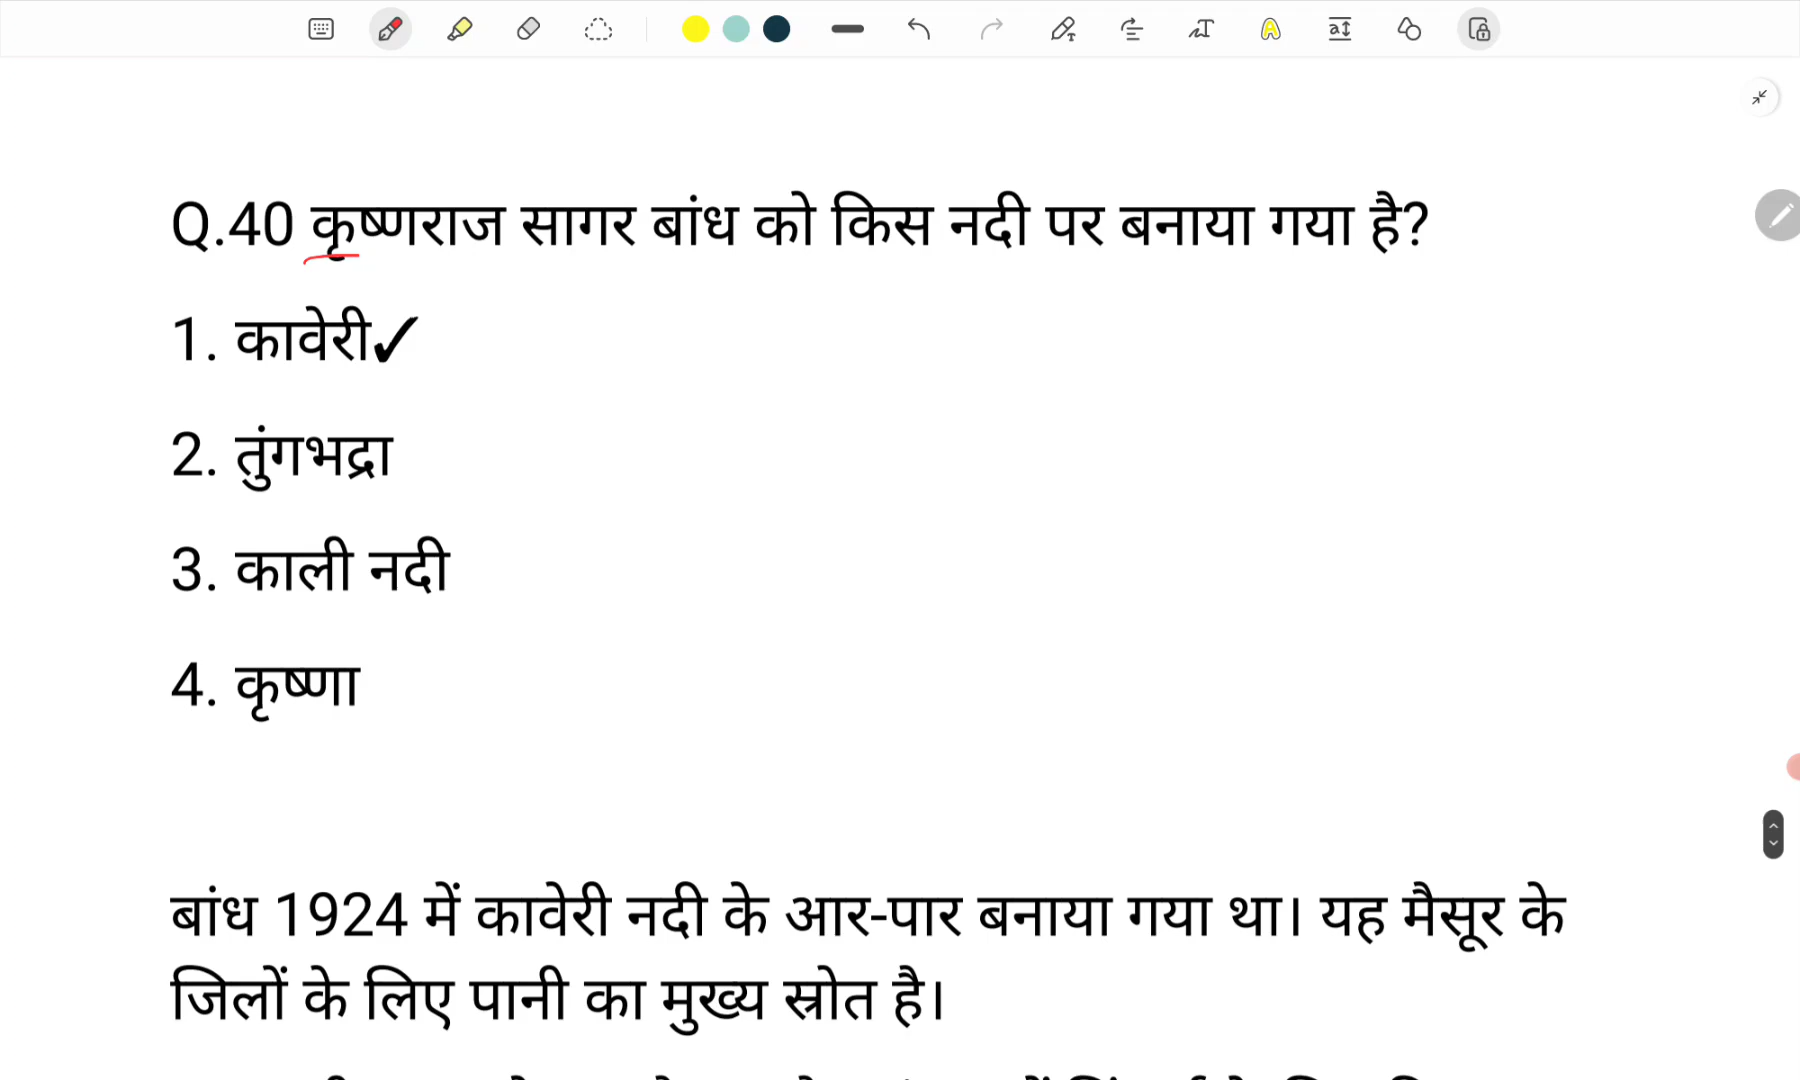 Q.40 कृष्णराज सागर बांध को किस नदी पर बनाया गया है?
1. कावेरी✓
2. तुंगभद्रा
3. काली नदी
4. कृष्णा
बांध 1924 में कावेरी नदी के आर-पार बनाया गया था। यह मैसूर के
जिलों के लिए पानी का मुख्य स्रोत है।